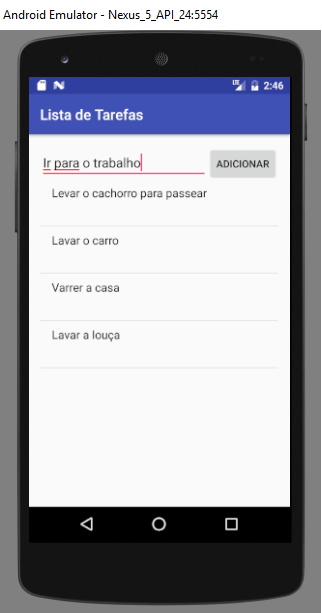 Android Emulator - Nexus_5_API_24:5554
LTE 2:46
Lista de Tarefas
Ir para o trabalho ADICIONAR
Levar o cachorro para passear
Lavar o carro
Varrer a casa
Lavar a louça